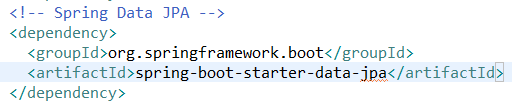 <!-- Spring Data JPA -->
<dependency>
<groupId>org.springframework.boot</groupId>
<artifactId>spring-boot-starter-data-jpa</artifactId>
</dependency>